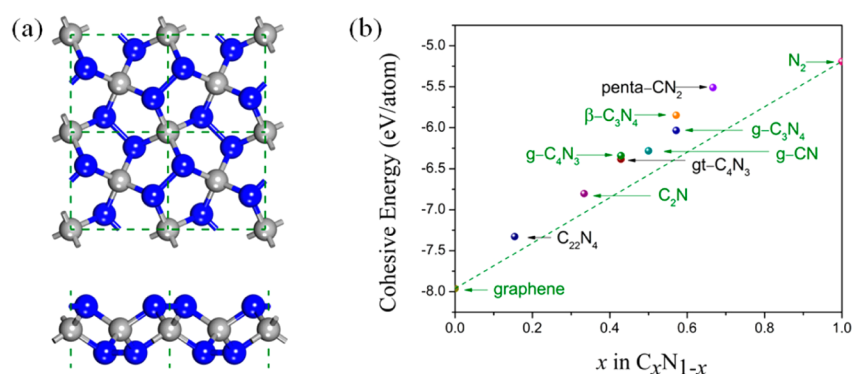 (a)
(b)
Cohesive Energy (eV/atom)
-5.0
-5.5
-6.0
-6.5
-7.0
-7.5
-8.0
N₂
penta−CN₂
β−C₃N₄
g−C₃N₄
g−C₄N₃
g−CN
gt−C₄N₃
C₂N
C₂₂N₄
graphene
0.0 0.2 0.4 0.6 0.8 1.0
x in CₓN₁₋ₓ